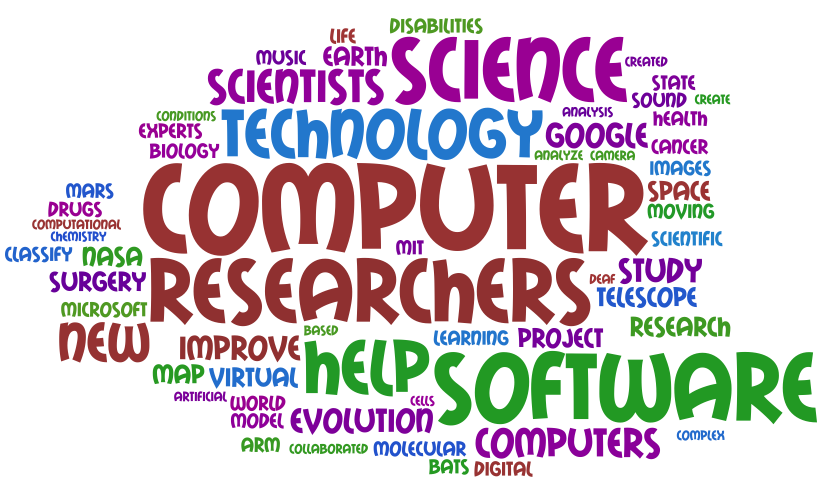 DISABILITIES
LIFE
MUSIC EARTH SCIENCE CREATED
SCIENTISTS STATE
SOUND CREATE
CONDITIONS TECHNOLOGY ANALYSIS HEALTH
EXPERTS GOOGLE
BIOLOGY ANALYZE CAMERA CANCER
COMPUTER IMAGES
MARS SPACE
DRUGS MOVING
COMPUTATIONAL
CHEMISTRY SCIENTIFIC
CLASSIFY NASA MIT
SURGERY RESEARCHERS DEAF STUDY
MICROSOFT TELESCOPE
NEW IMPROVE BASED LEARNING PROJECT RESEARCH
MAP VIRTUAL HELP SOFTWARE
ARTIFICIAL WORLD CELLS
MODEL EVOLUTION
ARM COLLABORATED MOLECULAR COMPUTERS COMPLEX
BATS DIGITAL